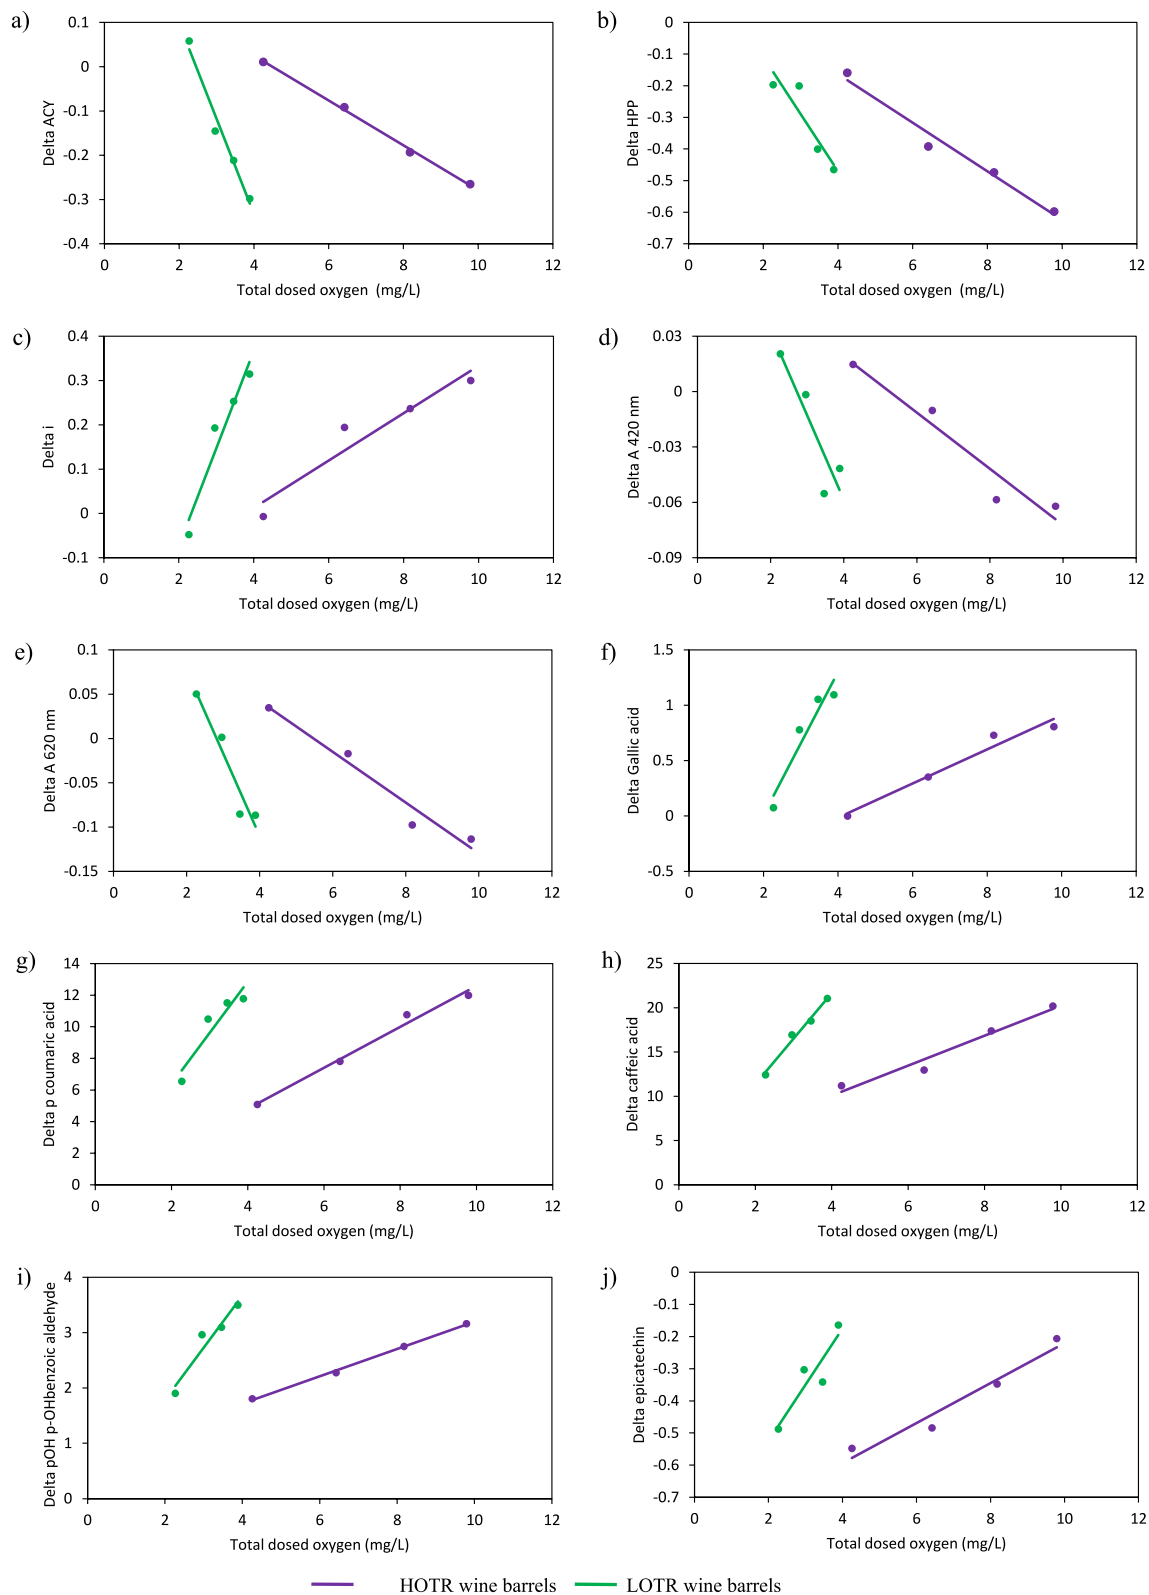 a)
0.1
0
-0.1
-0.2
-0.3
-0.4
Delta ACY
0 2 4 6 8 10 12
Total dosed oxygen (mg/L)
b)
0
-0.1
-0.2
-0.3
-0.4
-0.5
-0.6
-0.7
Delta HPP
0 2 4 6 8 10 12
Total dosed oxygen (mg/L)
c)
0.4
0.3
0.2
0.1
0
-0.1
Delta i
0 2 4 6 8 10 12
Total dosed oxygen (mg/L)
d)
0.03
0
-0.03
-0.06
-0.09
Delta A 420 nm
0 2 4 6 8 10 12
Total dosed oxygen (mg/L)
e)
0.1
0.05
0
-0.05
-0.1
-0.15
Delta A 620 nm
0 2 4 6 8 10 12
Total dosed oxygen (mg/L)
f)
1.5
1
0.5
0
-0.5
Delta Gallic acid
0 2 4 6 8 10 12
Total dosed oxygen (mg/L)
g)
14
12
10
8
6
4
2
0
Delta p coumaric acid
0 2 4 6 8 10 12
Total dosed oxygen (mg/L)
h)
25
20
15
10
5
0
Delta caffeic acid
0 2 4 6 8 10 12
Total dosed oxygen (mg/L)
i)
4
3
2
1
0
Delta pOH p-OHbenzoic aldehyde
0 2 4 6 8 10 12
Total dosed oxygen (mg/L)
j)
0
-0.1
-0.2
-0.3
-0.4
-0.5
-0.6
-0.7
Delta epicatechin
0 2 4 6 8 10 12
Total dosed oxygen (mg/L)
HOTR wine barrels LOTR wine barrels